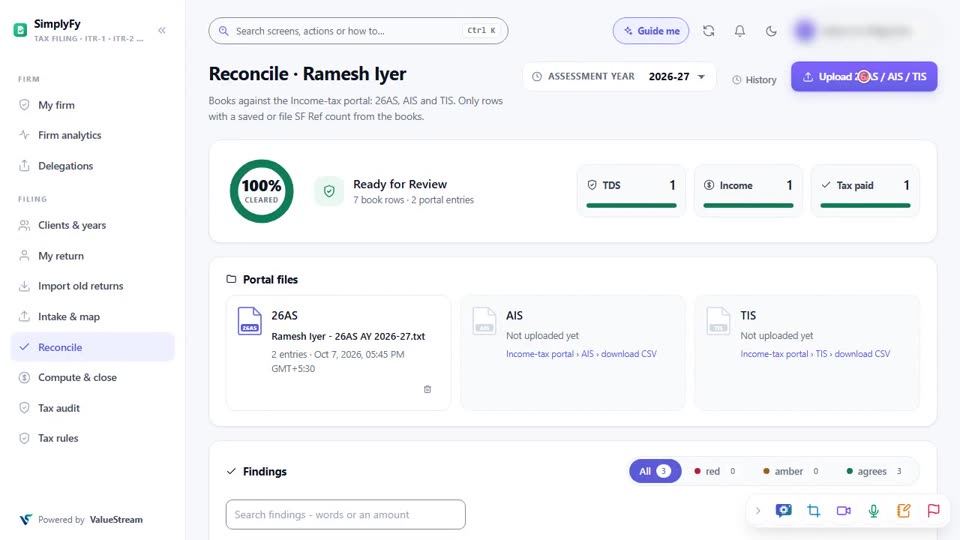 SimplyFy
TAX FILING · ITR-1 · ITR-2 ...
FIRM
My firm
Firm analytics
Delegations
FILING
Clients & years
My return
Import old returns
Intake & map
Reconcile
Compute & close
Tax audit
Tax rules
Powered by ValueStream
Search screens, actions or how to...
Ctrl K
Guide me
Reconcile · Ramesh Iyer
Books against the Income-tax portal: 26AS, AIS and TIS. Only rows
with a saved or file SF Ref count from the books.
ASSESSMENT YEAR 2026-27
History
Upload 26AS / AIS / TIS
100%
CLEARED
Ready for Review
7 book rows · 2 portal entries
TDS 1
Income 1
Tax paid 1
Portal files
26AS
26AS
Ramesh Iyer - 26AS AY 2026-27.txt
2 entries · Oct 7, 2026, 05:45 PM
GMT+5:30
AIS
AIS
Not uploaded yet
Income-tax portal › AIS › download CSV
TIS
TIS
Not uploaded yet
Income-tax portal › TIS › download CSV
Findings
All 3
red 0
amber 0
agrees 3
Search findings - words or an amount